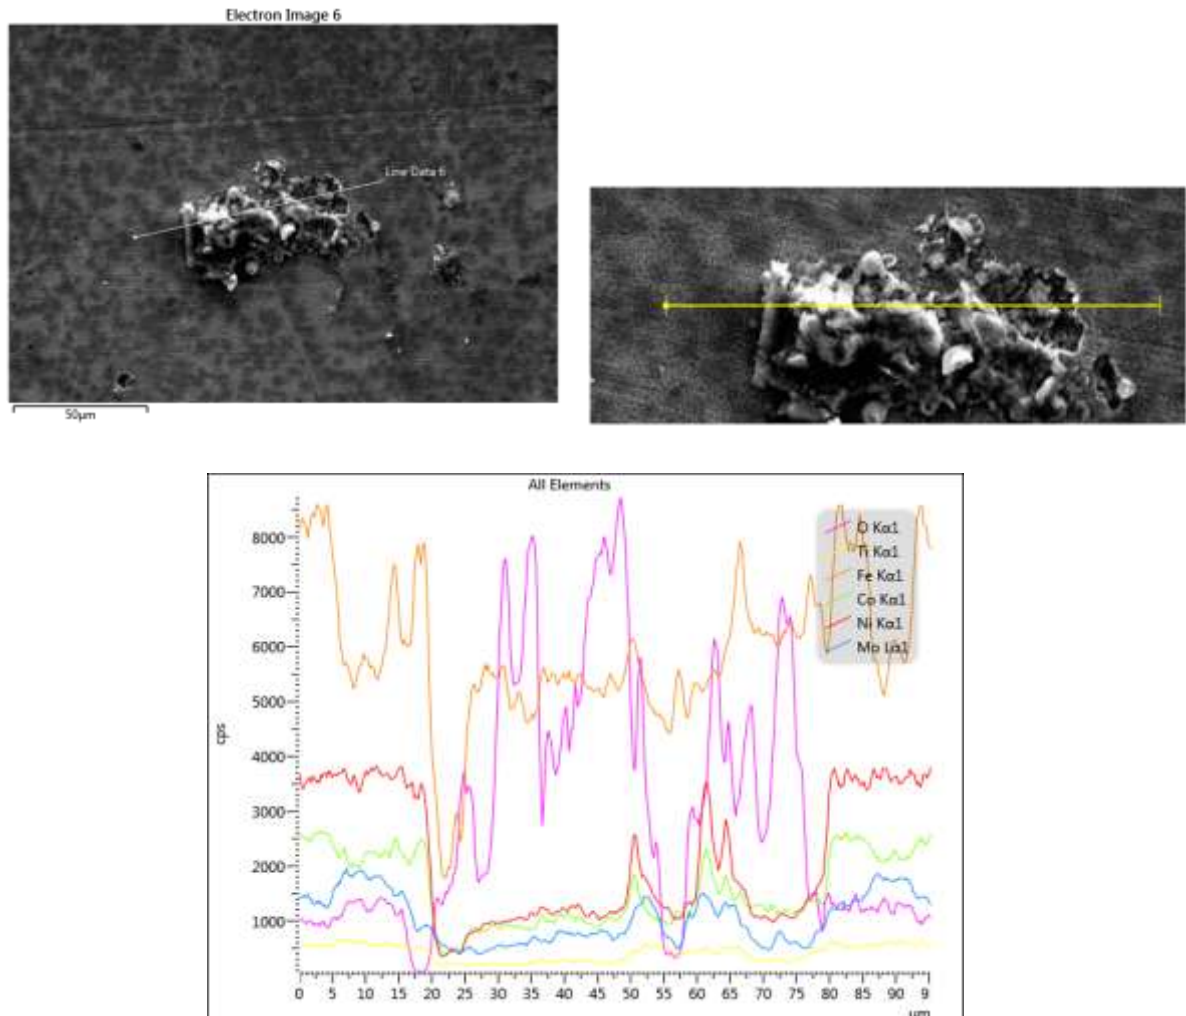 Electron Image 6
Line Data 6
50µm
All Elements
8000
7000
6000
5000
4000
3000
2000
1000
cps
O Kα1
Ti Kα1
Fe Kα1
Co Kα1
Ni Kα1
Mo Lα1
0 5 10 15 20 25 30 35 40 45 50 55 60 65 70 75 80 85 90 9
µm